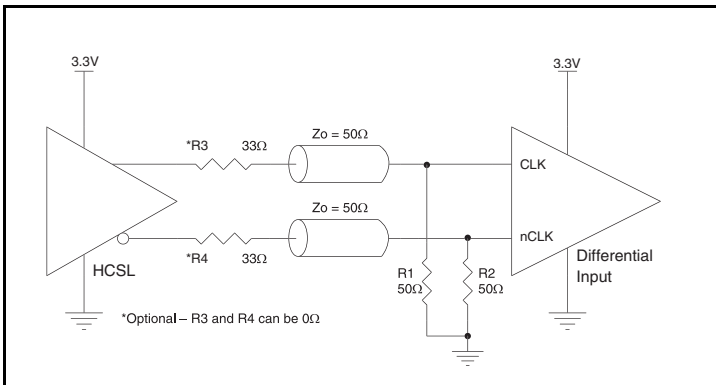 3.3V
3.3V
*R3
33Ω
Zo = 50Ω
CLK
Zo = 50Ω
nCLK
*R4
33Ω
HCSL
R1
50Ω
R2
50Ω
Differential
Input
*Optional – R3 and R4 can be 0Ω